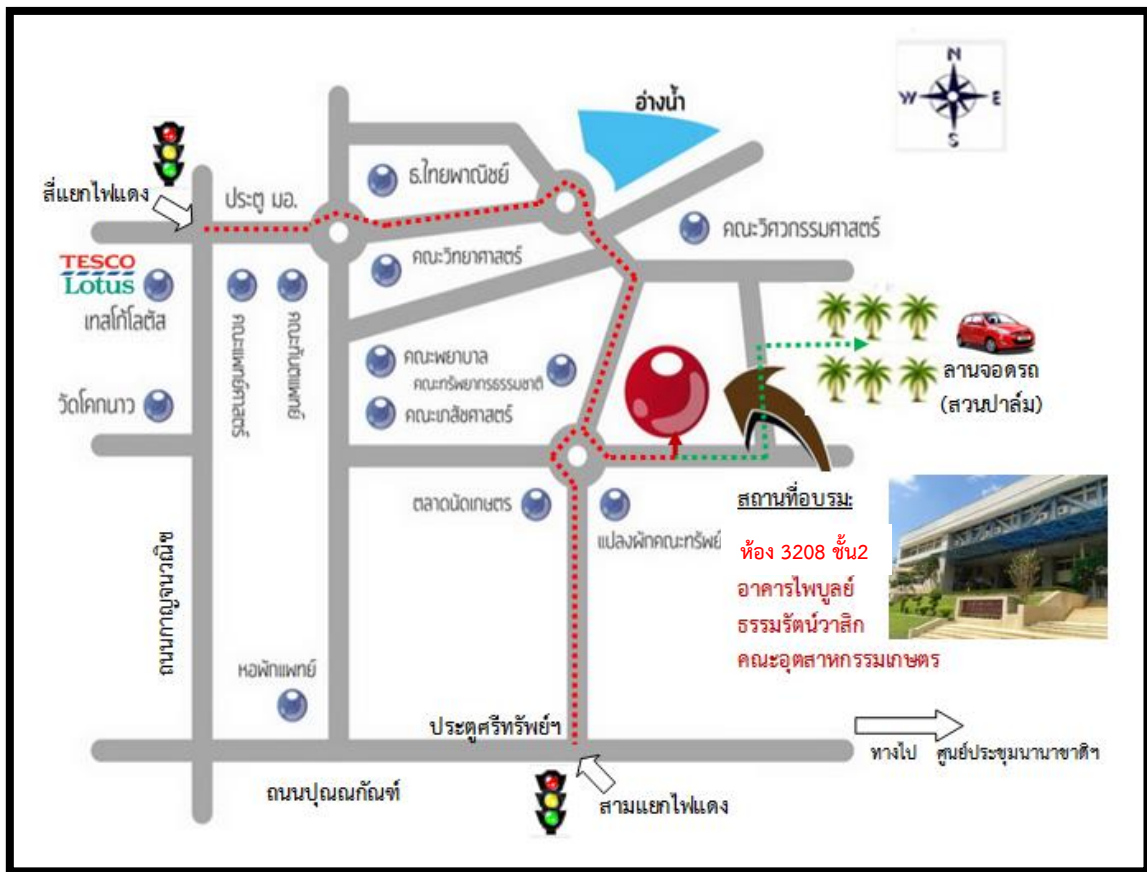 N
W
E
S
อ่างน้ำ
สี่แยกไฟแดง
ประตู มอ.
ธ.ไทยพาณิชย์
คณะวิศวกรรมศาสตร์
คณะวิทยาศาสตร์
TESCO
Lotus
เทสโก้โลตัส
คณะแพทย์ศาสตร์
คณะทันตแพทย์
วัดโคกนาว
คณะพยาบาล
คณะทรัพยากรธรรมชาติ
คณะเภสัชศาสตร์
ลานจอดรถ
(สวนปาล์ม)
ตลาดนัดเกษตร
แปลงผักคณะทรัพย์
สถานที่อบรม:
ห้อง 3208 ชั้น2
อาคารไพบูลย์
ธรรมรัตน์วาสิก
คณะอุตสาหกรรมเกษตร
ถนนกาญจนวณิช
หอพักแพทย์
ประตูศรีทรัพย์ฯ
ทางไป ศูนย์ประชุมนานาชาติฯ
ถนนปุณณกัณฑ์
สามแยกไฟแดง